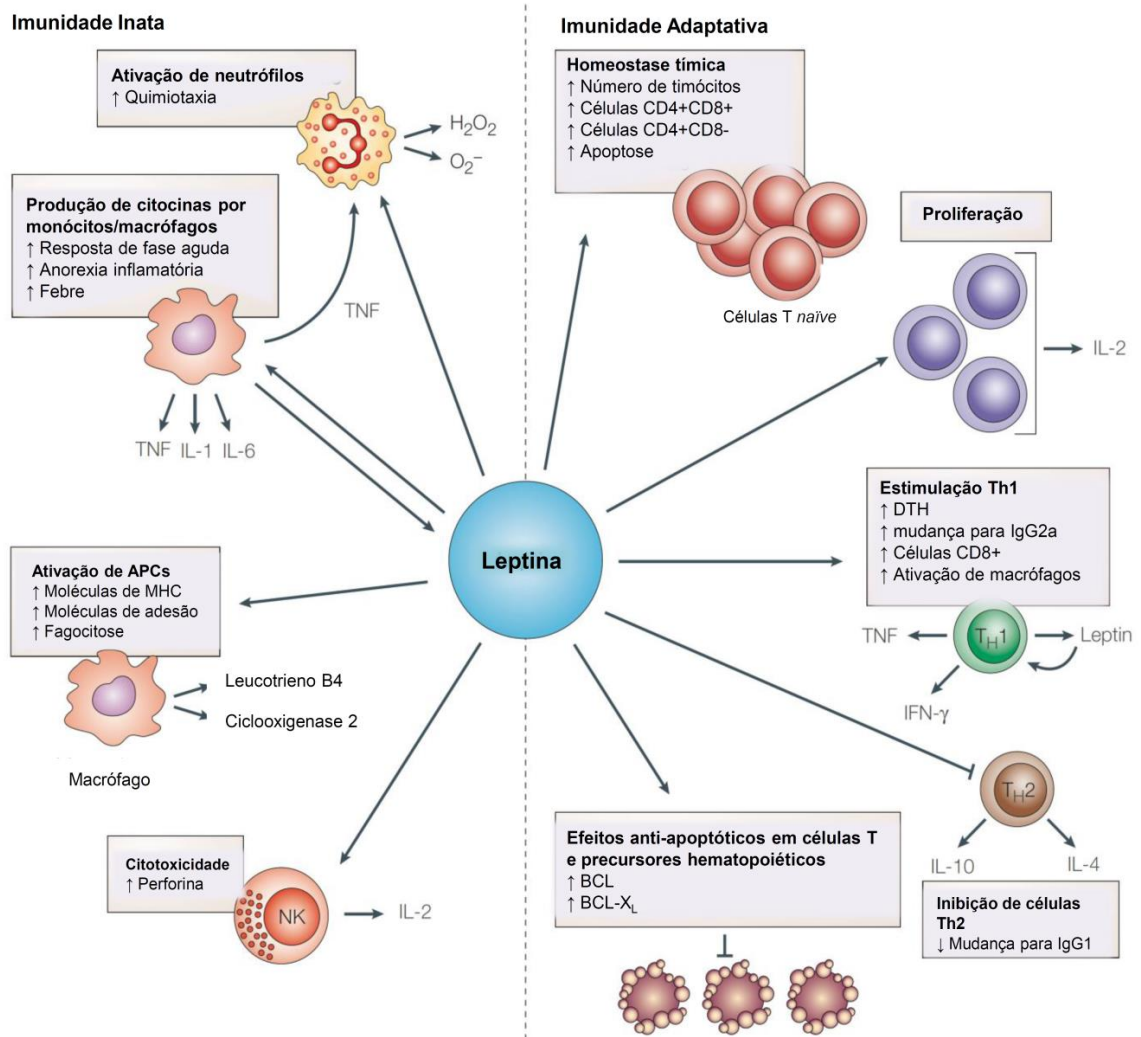 Imunidade Inata
Ativação de neutrófilos
↑ Quimiotaxia
H₂O₂
O₂⁻
Produção de citocinas por
monócitos/macrófagos
↑ Resposta de fase aguda
↑ Anorexia inflamatória
↑ Febre
TNF
TNF IL-1 IL-6
Ativação de APCs
↑ Moléculas de MHC
↑ Moléculas de adesão
↑ Fagocitose
Leucotrieno B4
Ciclooxigenase 2
Macrófago
Citotoxicidade
↑ Perforina
NK
IL-2
Leptina
Imunidade Adaptativa
Homeostase tímica
↑ Número de timócitos
↑ Células CD4+CD8+
↑ Células CD4+CD8-
↑ Apoptose
Células T naïve
Proliferação
IL-2
Estimulação Th1
↑ DTH
↑ mudança para IgG2a
↑ Células CD8+
↑ Ativação de macrófagos
TNF
T_H1
Leptin
IFN-γ
T_H2
IL-10
IL-4
Inibição de células
Th2
↓ Mudança para IgG1
Efeitos anti-apoptóticos em células T
e precursores hematopoiéticos
↑ BCL
↑ BCL-X_L